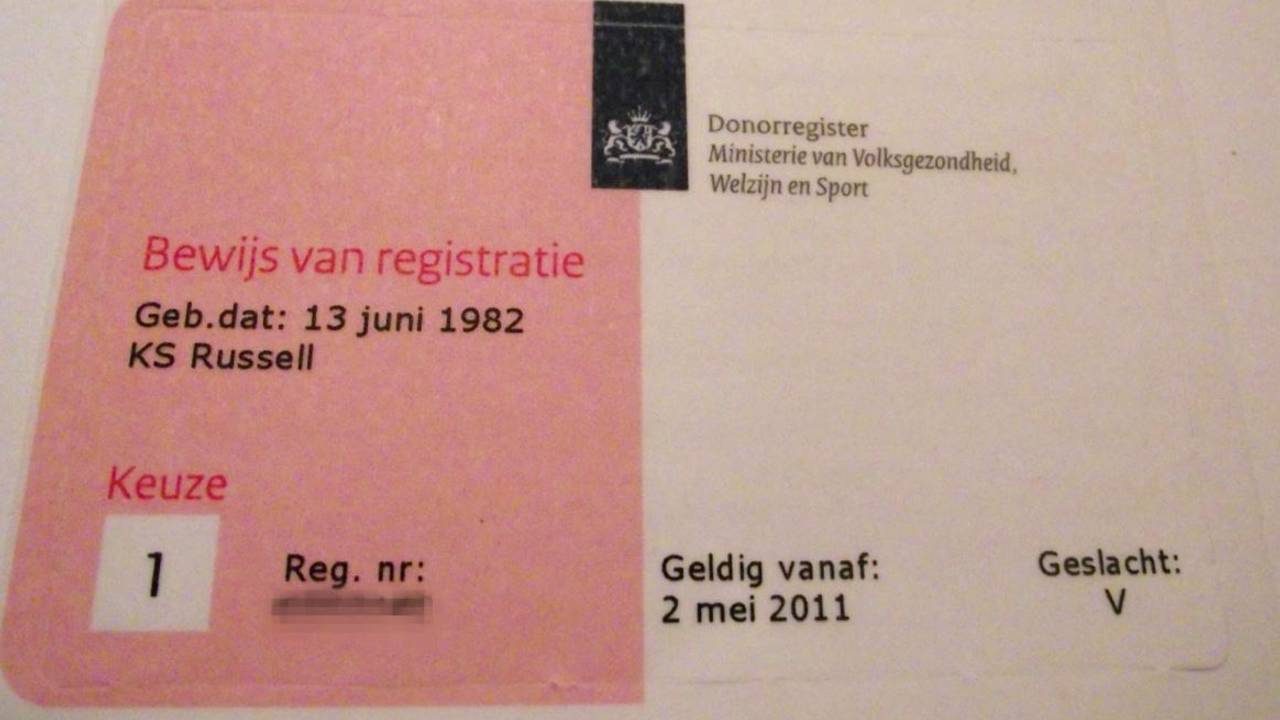 Donorregister
Ministerie van Volksgezondheid,
Welzijn en Sport
Bewijs van registratie
Geb.dat: 13 juni 1982
KS Russell
Keuze
1
Reg. nr:
Geldig vanaf:
2 mei 2011
Geslacht:
V